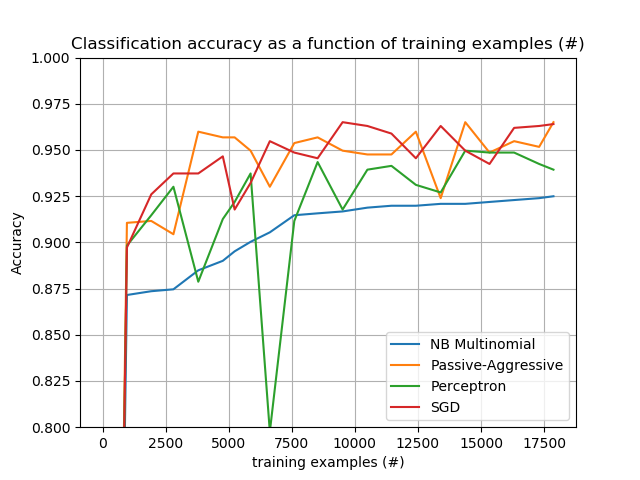 Classification accuracy as a function of training examples (#)
1.000
0.975
0.950
0.925
0.900
0.875
0.850
0.825
0.800
Accuracy
NB Multinomial
Passive-Aggressive
Perceptron
SGD
0 2500 5000 7500 10000 12500 15000 17500
training examples (#)